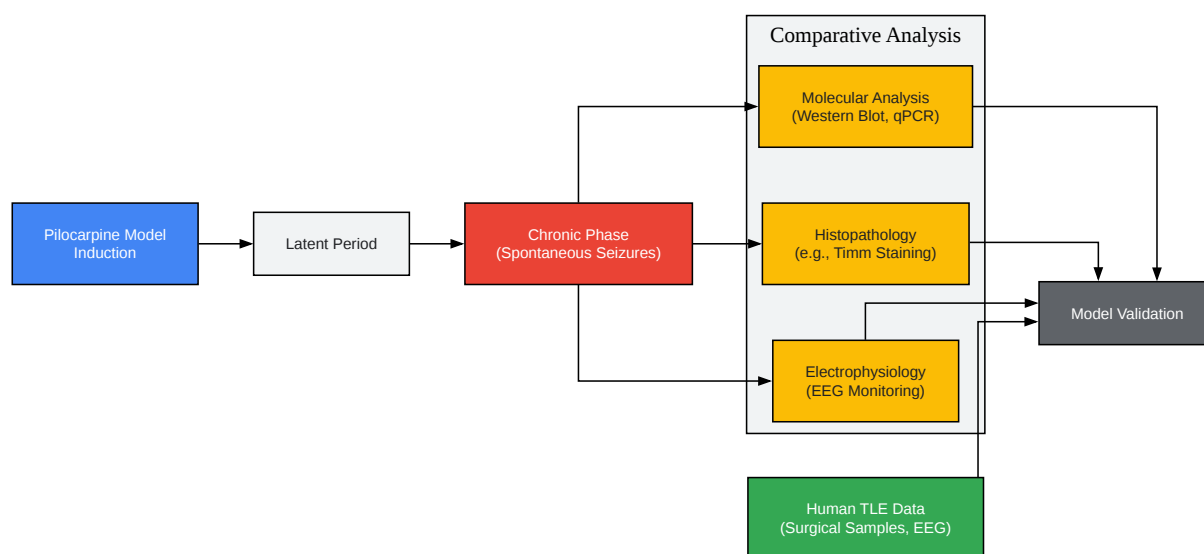 Comparative Analysis
Molecular Analysis
(Western Blot, qPCR)
Pilocarpine Model
Induction
Latent Period
Chronic Phase
(Spontaneous Seizures)
Histopathology
(e.g., Timm Staining)
Model Validation
Electrophysiology
(EEG Monitoring)
Human TLE Data
(Surgical Samples, EEG)